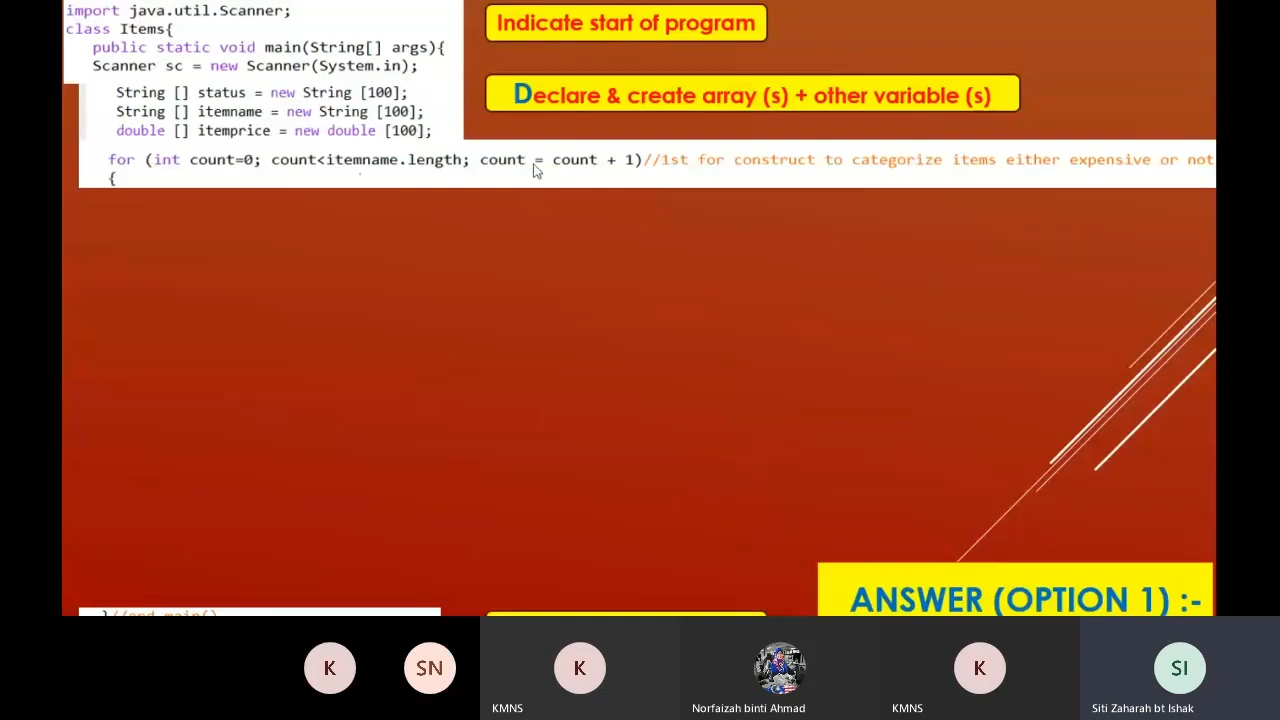 import java.util.Scanner;
class Items{
public static void main(String[] args){
Scanner sc = new Scanner(System.in);
String [] status = new String [100];
String [] itemname = new String [100];
double [] itemprice = new double [100];
for (int count=0; count<itemname.length; count = count + 1)//1st for construct to categorize items either expensive or not
{
Indicate start of program
Declare & create array (s) + other variable (s)
}//end main()
ANSWER (OPTION 1) :-
K
SN
K
KMNS
Norfaizah binti Ahmad
K
KMNS
SI
Siti Zaharah bt Ishak